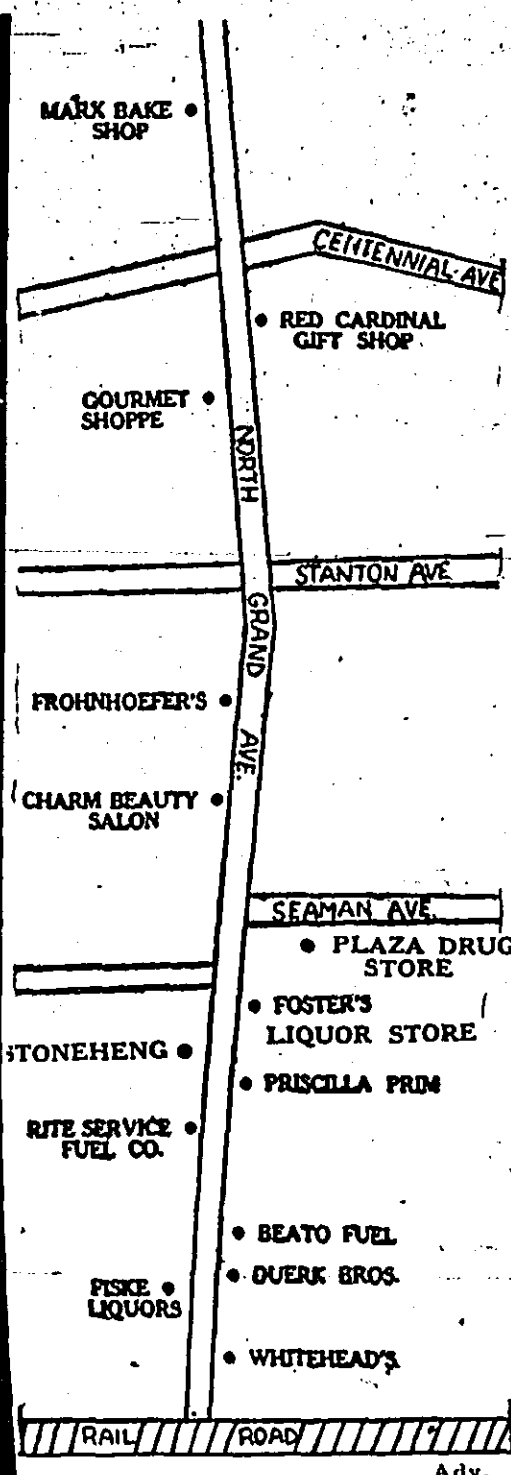 MARX BAKE
SHOP
CENTENNIAL AVE
RED CARDINAL
GIFT SHOP
GOURMET
SHOPPE
NORTH
STANTON AVE
GRAND
FROHNHOEFER'S
AVE.
CHARM BEAUTY
SALON
SEAMAN AVE.
PLAZA DRUG
STORE
FOSTER'S
LIQUOR STORE
STONEHENG
PRISCILLA PRIM
RITE SERVICE
FUEL CO.
BEATO FUEL
DUERK BROS.
FISKE
LIQUORS
WHITEHEAD'S
RAIL ROAD
Adv.